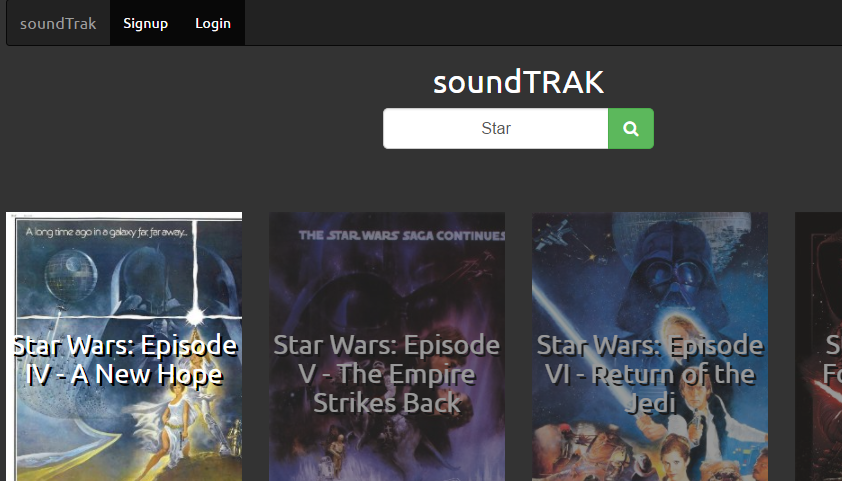 soundTrak Signup Login
soundTRAK
Star
A long time ago in a galaxy far, far away...
THE STAR WARS SAGA CONTINUES
Star Wars: Episode
IV - A New Hope
Star Wars: Episode
V - The Empire
Strikes Back
Star Wars: Episode
VI - Return of the
Jedi
S
Fo